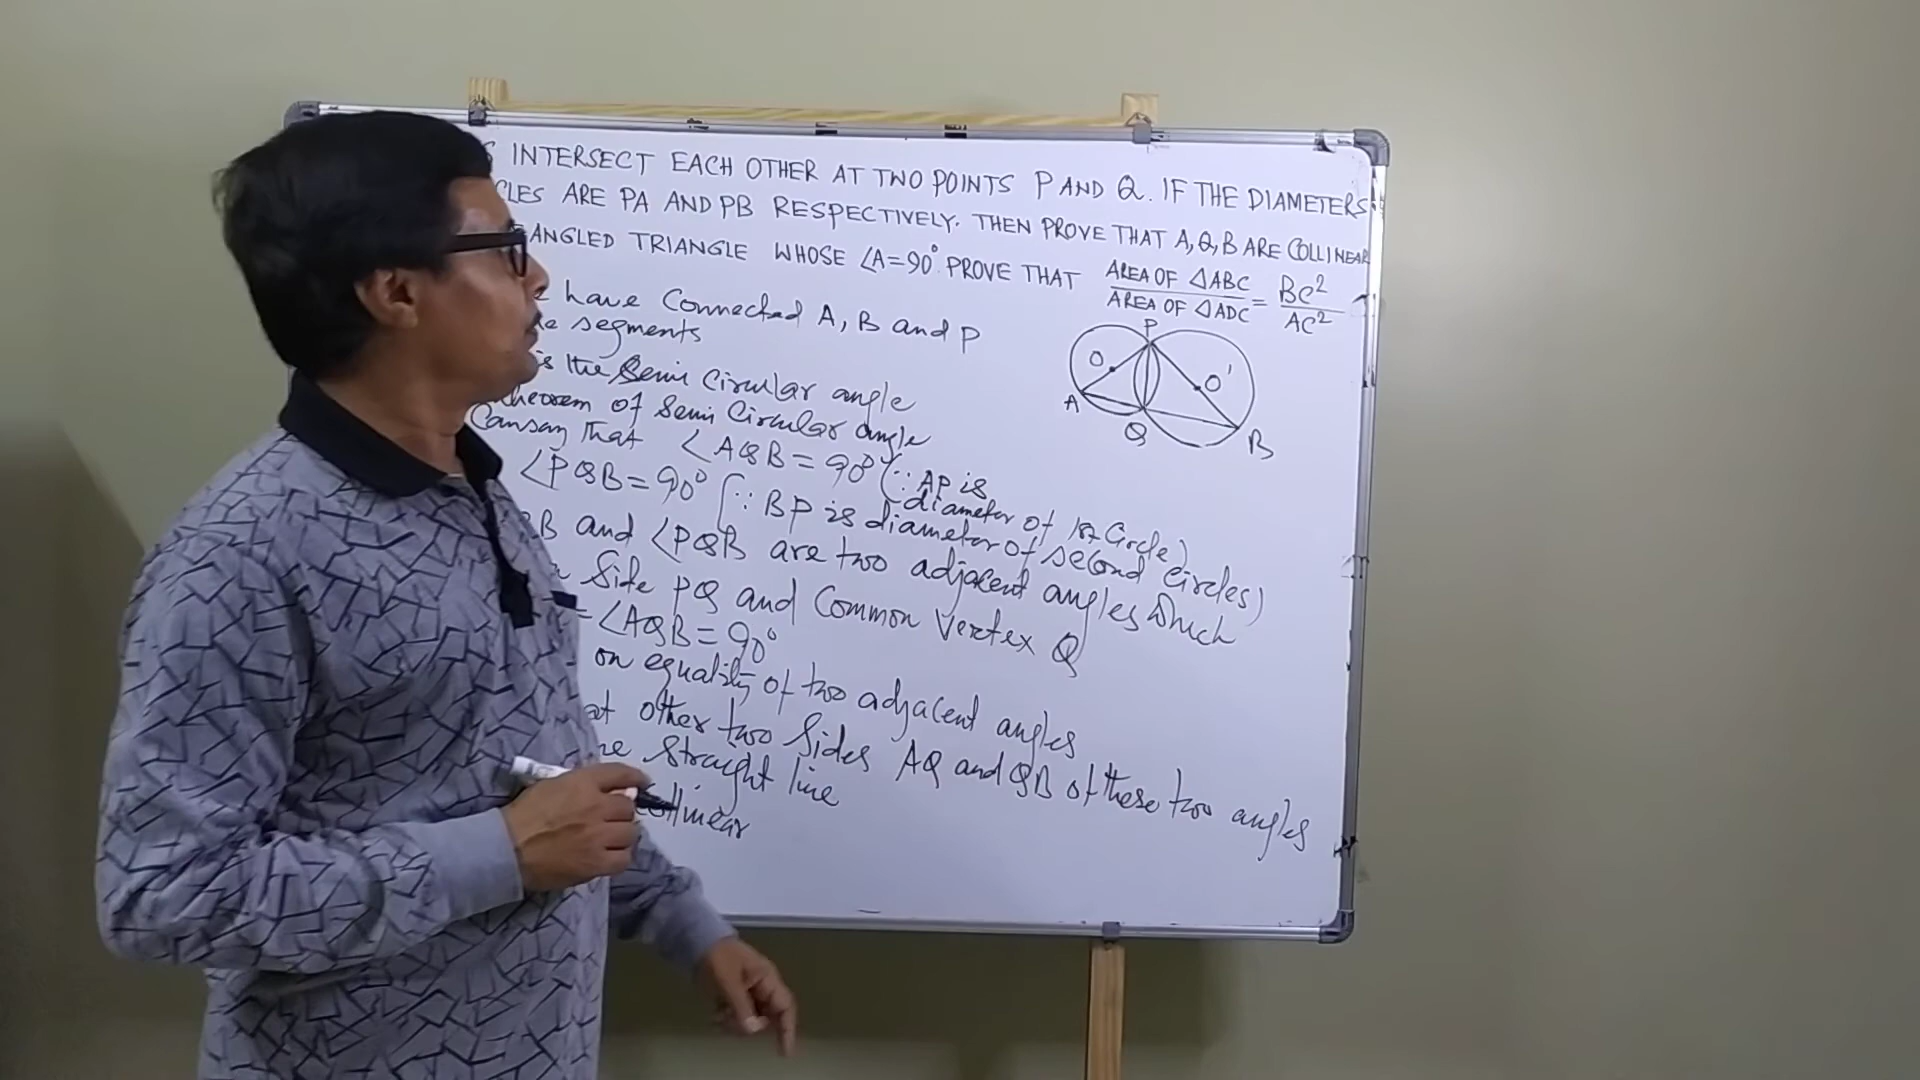 INTERSECT EACH OTHER AT TWO POINTS P AND Q. IF THE DIAMETERS
CLES ARE PA AND PB RESPECTIVELY. THEN PROVE THAT A, Q, B ARE COLLINEAR
ANGLED TRIANGLE WHOSE ∠A=90° PROVE THAT AREA OF △ABC / AREA OF △ADC = BC² / AC²
have Connected A, B and P
segments
is the Semi Circular angle
theorem of Semi Circular angle
Can say that ∠AQB = 90° (∵ AP is
diameter of 1st Circle)
∠PQB = 90° (∵ BP is diameter of second circles)
QB and ∠PQB are two adjacent angles which
Side PQ and Common Vertex Q
= ∠AQB = 90°
on equality of two adjacent angles
at other two Sides AQ and QB of these two angles
Straight line
Collinear
P
O
O'
A
Q
B